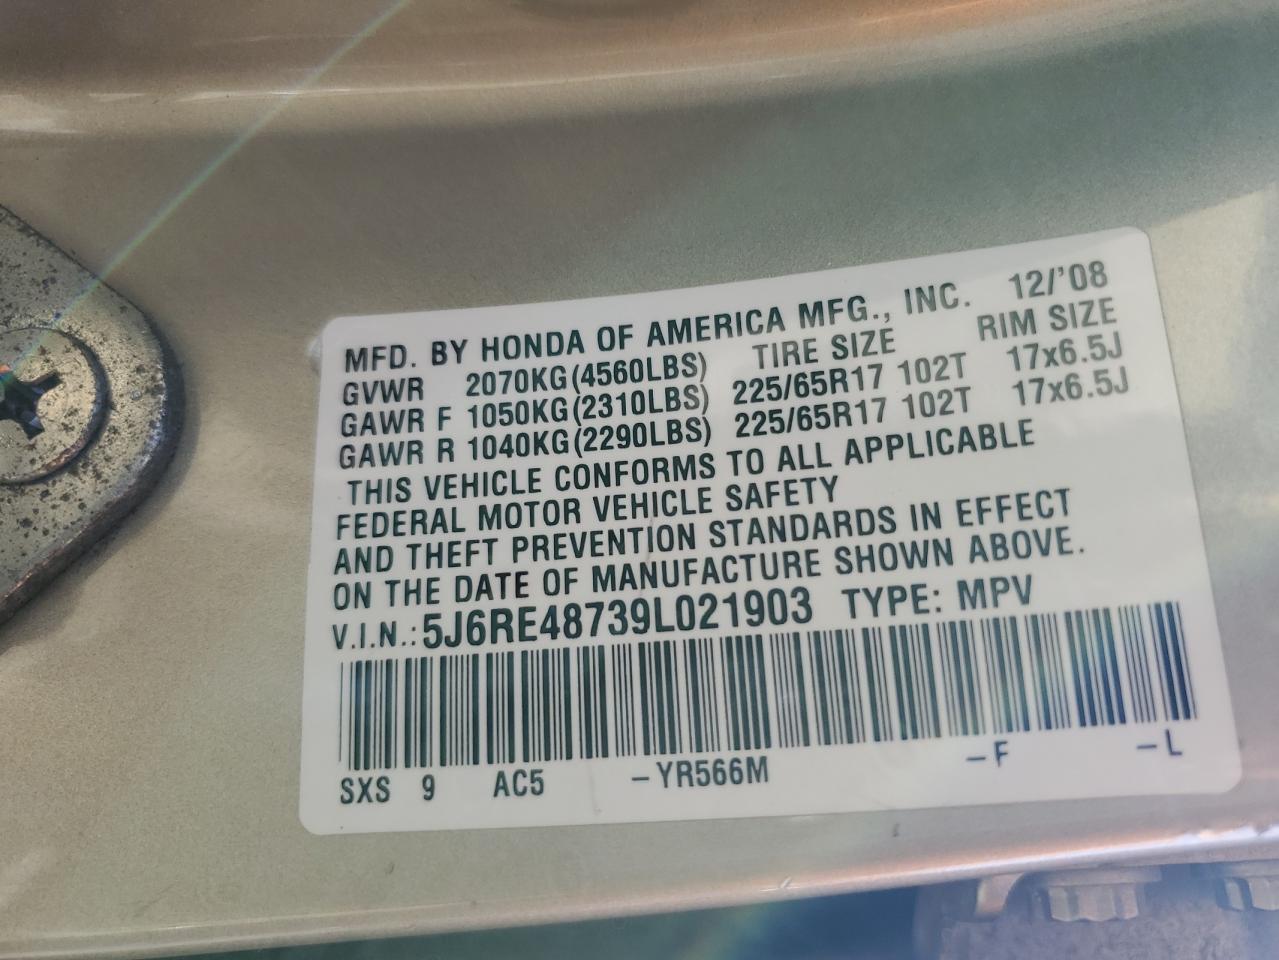 MFD. BY HONDA OF AMERICA MFG., INC. 12/'08
GVWR 2070KG(4560LBS) TIRE SIZE RIM SIZE
GAWR F 1050KG(2310LBS) 225/65R17 102T 17x6.5J
GAWR R 1040KG(2290LBS) 225/65R17 102T 17x6.5J
THIS VEHICLE CONFORMS TO ALL APPLICABLE
FEDERAL MOTOR VEHICLE SAFETY
AND THEFT PREVENTION STANDARDS IN EFFECT
ON THE DATE OF MANUFACTURE SHOWN ABOVE.
V.I.N.:5J6RE48739L021903 TYPE: MPV
SXS 9 AC5 -YR566M -F -L